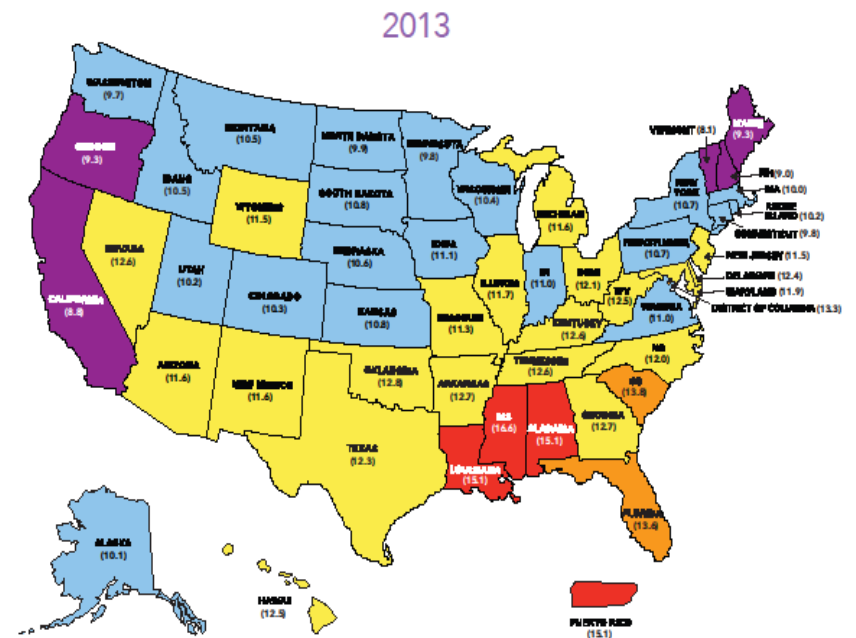 2013
WASHINGTON
(9.7)
OREGON
(9.3)
CALIFORNIA
(8.8)
NEVADA
(12.6)
IDAHO
(10.5)
MONTANA
(10.5)
WYOMING
(11.5)
UTAH
(10.2)
COLORADO
(10.3)
ARIZONA
(11.6)
NEW MEXICO
(11.6)
NORTH DAKOTA
(9.9)
SOUTH DAKOTA
(10.8)
NEBRASKA
(10.6)
KANSAS
(10.8)
OKLAHOMA
(12.8)
TEXAS
(12.3)
MINNESOTA
(9.8)
IOWA
(11.1)
MISSOURI
(11.3)
ARKANSAS
(12.7)
LOUISIANA
(15.1)
WISCONSIN
(10.4)
ILLINOIS
(11.7)
MICHIGAN
(11.6)
IN
(11.0)
OHIO
(12.1)
KENTUCKY
(12.6)
TENNESSEE
(12.6)
MS
(16.6)
ALABAMA
(15.1)
GEORGIA
(12.7)
FLORIDA
(13.6)
SC
(13.8)
NC
(12.0)
VIRGINIA
(11.0)
WV
(12.5)
PENNSYLVANIA
(10.7)
NEW
YORK
(10.7)
VERMONT (8.1)
MAINE
(9.3)
NH (9.0)
MA (10.0)
RHODE
ISLAND (10.2)
CONNECTICUT (9.8)
NEW JERSEY (11.5)
DELAWARE (12.4)
MARYLAND (11.9)
DISTRICT OF COLUMBIA (13.3)
ALASKA
(10.1)
HAWAII
(12.5)
PUERTO RICO
(15.1)